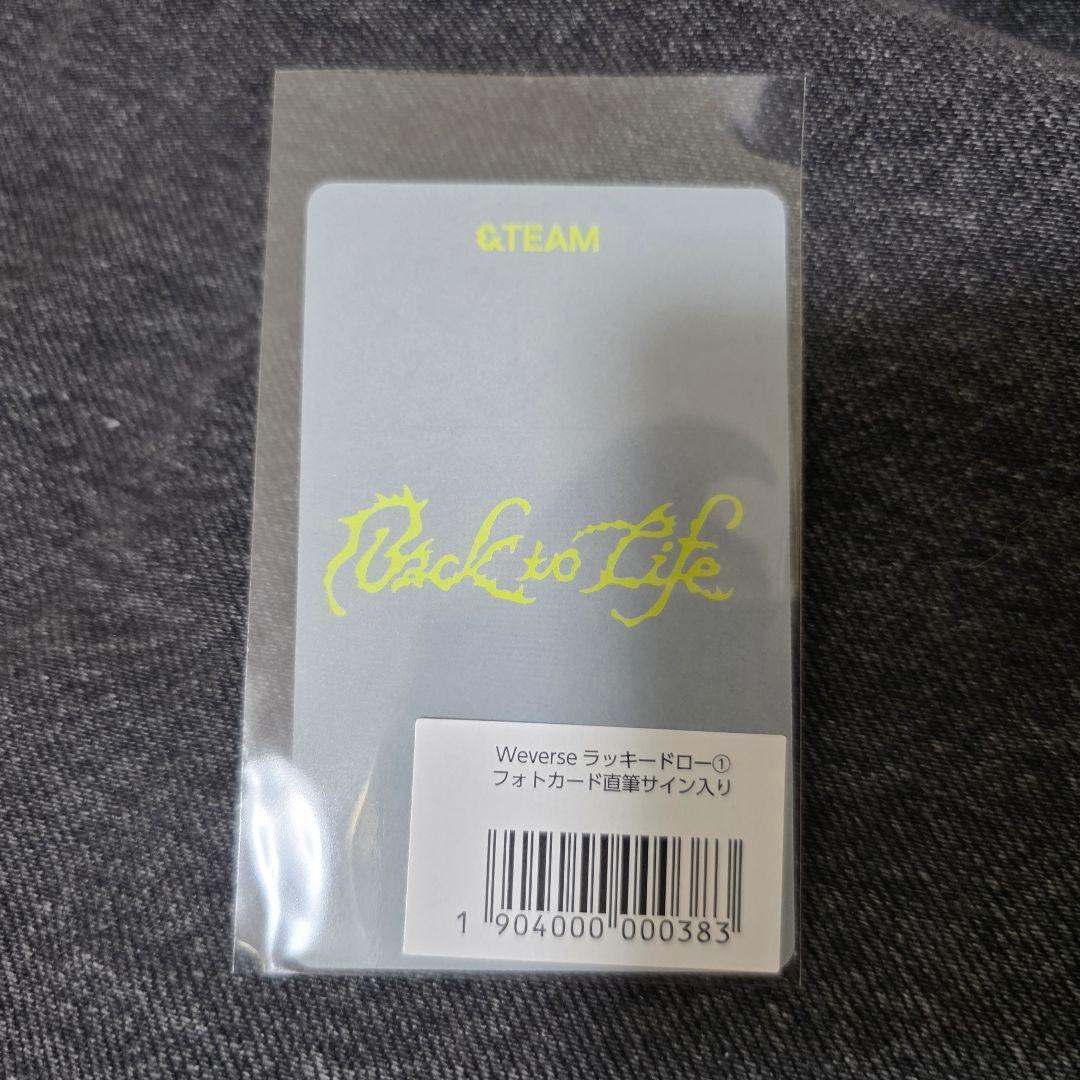 &TEAM
Back to Life
Weverse ラッキードロー①
フォトカード直筆サイン入り
1 904000 000383